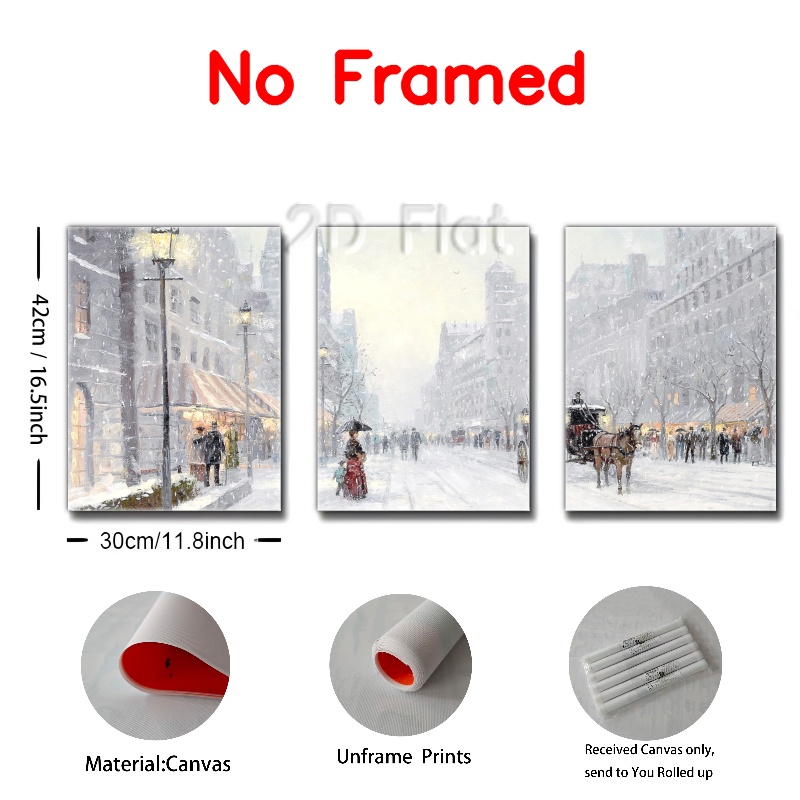 No Framed
2D Flat
42cm / 16.5inch
30cm/11.8inch
Material:Canvas
Unframe Prints
Received Canvas only,
send to You Rolled up